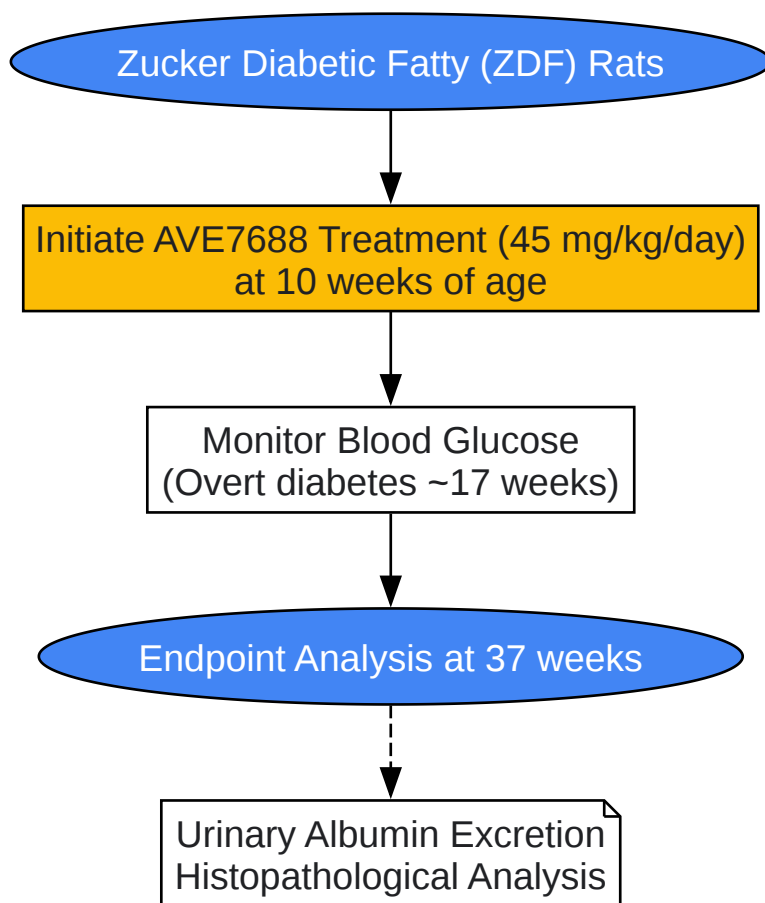 Zucker Diabetic Fatty (ZDF) Rats
Initiate AVE7688 Treatment (45 mg/kg/day)
at 10 weeks of age
Monitor Blood Glucose
(Overt diabetes ~17 weeks)
Endpoint Analysis at 37 weeks
Urinary Albumin Excretion
Histopathological Analysis